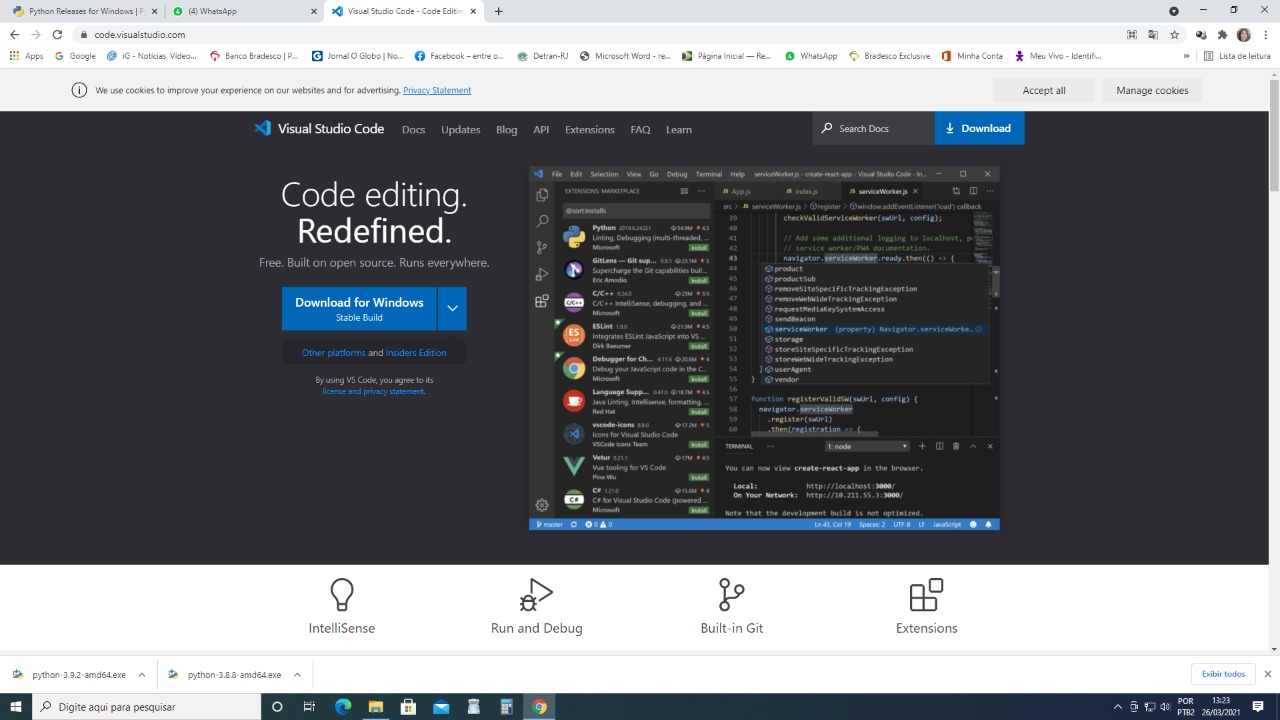 Python Releases for Windows | Py
(4) WhatsApp
Visual Studio Code - Code Editin
code.visualstudio.com
Apps
Google
iG - Notícias, Vídeo...
Banco Bradesco | P...
Jornal O Globo | No...
Facebook – entre o...
Detran-RJ
Microsoft Word - re...
Página Inicial — Re...
WhatsApp
Bradesco Exclusive
Minha Conta
Meu Vivo - Identifi...
»
Lista de leitura
We use cookies to improve your experience on our websites and for advertising. Privacy Statement
Accept all
Manage cookies
Visual Studio Code
Docs
Updates
Blog
API
Extensions
FAQ
Learn
Search Docs
Download
Code editing.
Redefined.
Free. Built on open source. Runs everywhere.
Download for Windows
Stable Build
Other platforms and Insiders Edition
By using VS Code, you agree to its
license and privacy statement.
File Edit Selection View Go Debug Terminal Help serviceWorker.js - create-react-app - Visual Studio Code - In...
EXTENSIONS: MARKETPLACE
@sort:installs
Python 2019.6.24221 54.9M 4.5
Linting, Debugging (multi-threaded, ...
Microsoft Install
GitLens — Git sup... 9.8.5 23.1M 5
Supercharge the Git capabilities buil...
Eric Amodio Install
C/C++ 0.24.0 23M 3.5
C/C++ IntelliSense, debugging, and ...
Microsoft Install
ESLint 1.9.0 21.9M 4.5
Integrates ESLint JavaScript into VS ...
Dirk Baeumer Install
Debugger for Ch... 4.11.6 20.6M 4
Debug your JavaScript code in the C...
Microsoft Install
Language Supp... 0.47.0 18.7M 4.5
Java Linting, Intellisense, formatting, ...
Red Hat Install
vscode-icons 8.8.0 17.2M 5
Icons for Visual Studio Code
VSCode Icons Team Install
Vetur 0.21.1 17M 4.5
Vue tooling for VS Code
Pine Wu Install
C# 1.21.0 15.6M 4
C# for Visual Studio Code (powered ...
Microsoft Install
JS App.js
JS index.js
JS serviceWorker.js
src > JS serviceWorker.js > register > window.addEventListener('load') callback
39 checkValidServiceWorker(swUrl, config);
40
41 // Add some additional logging to localhost, p
42 // service worker/PWA documentation.
43 navigator.serviceWorker.ready.then(() => {
44 product
45 productSub
46 removeSiteSpecificTrackingException
47 removeWebWideTrackingException
48 requestMediaKeySystemAccess
49 sendBeacon
50 serviceWorker (property) Navigator.serviceWorke...
51 storage
52 storeSiteSpecificTrackingException
53 storeWebWideTrackingException
54 ] userAgent
55 } vendor
56
57 function registerValidSW(swUrl, config) {
58 navigator.serviceWorker
59 .register(swUrl)
60 .then(registration => {
TERMINAL ... 1: node
You can now view create-react-app in the browser.
Local: http://localhost:3000/
On Your Network: http://10.211.55.3:3000/
Note that the development build is not optimized.
master 0 0 Ln 43, Col 19 Spaces: 2 UTF-8 LF JavaScript
IntelliSense
Run and Debug
Built-in Git
Extensions
python-3.9.2-amd64.exe
python-3.8.8-amd64.exe
Exibir todos
Digite aqui para pesquisar
POR
PTB2
13:23
26/03/2021